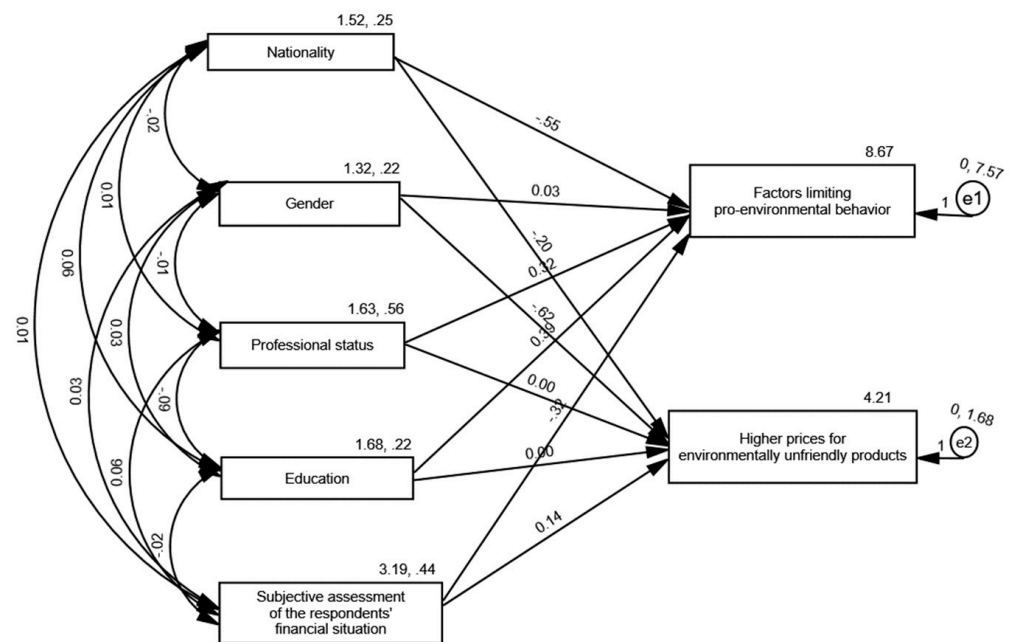 1.52, .25
Nationality
-.02
-.55
8.67
0, 7.57
1.32, .22
Gender
0.03
Factors limiting
pro-environmental behavior
1
e1
0.01
-.20
-.01
0.32
0.06
-.62
0.39
1.63, .56
Professional status
0.03
0.01
0.00
-.09
0.03
-.32
4.21
0, 1.68
1.68, .22
Education
0.00
Higher prices for
environmentally unfriendly products
1
e2
0.06
-.02
0.14
3.19, .44
Subjective assessment
of the respondents'
financial situation